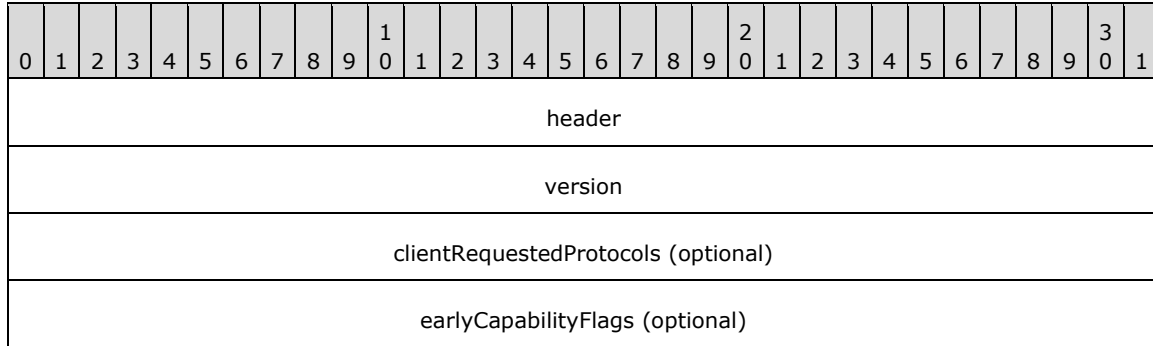 1 2 3
0 1 2 3 4 5 6 7 8 9 0 1 2 3 4 5 6 7 8 9 0 1 2 3 4 5 6 7 8 9 0 1
header
version
clientRequestedProtocols (optional)
earlyCapabilityFlags (optional)